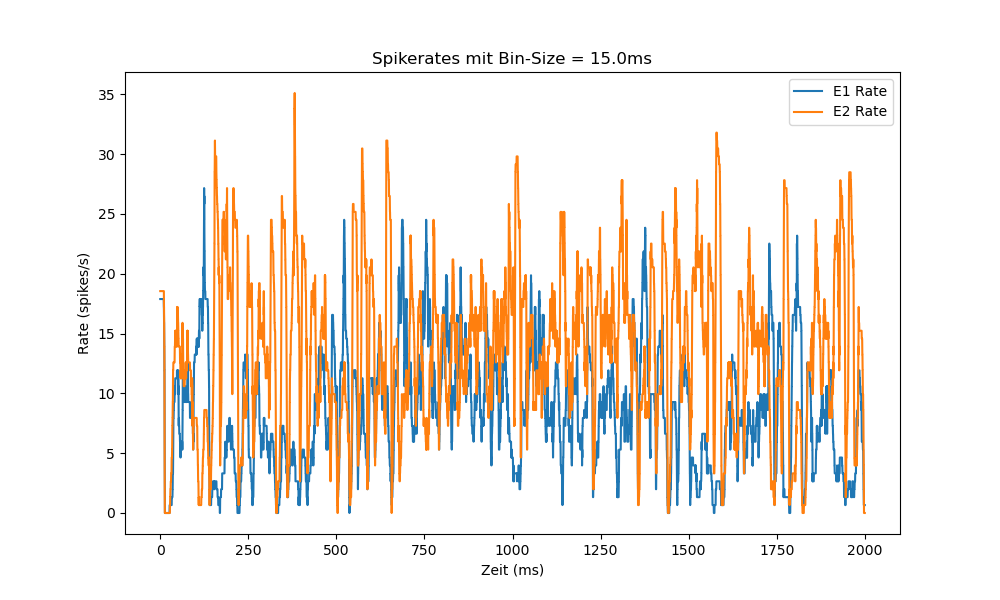 Spikerates mit Bin-Size = 15.0ms
E1 Rate
E2 Rate
Rate (spikes/s)
35
30
25
20
15
10
5
0
0 250 500 750 1000 1250 1500 1750 2000
Zeit (ms)